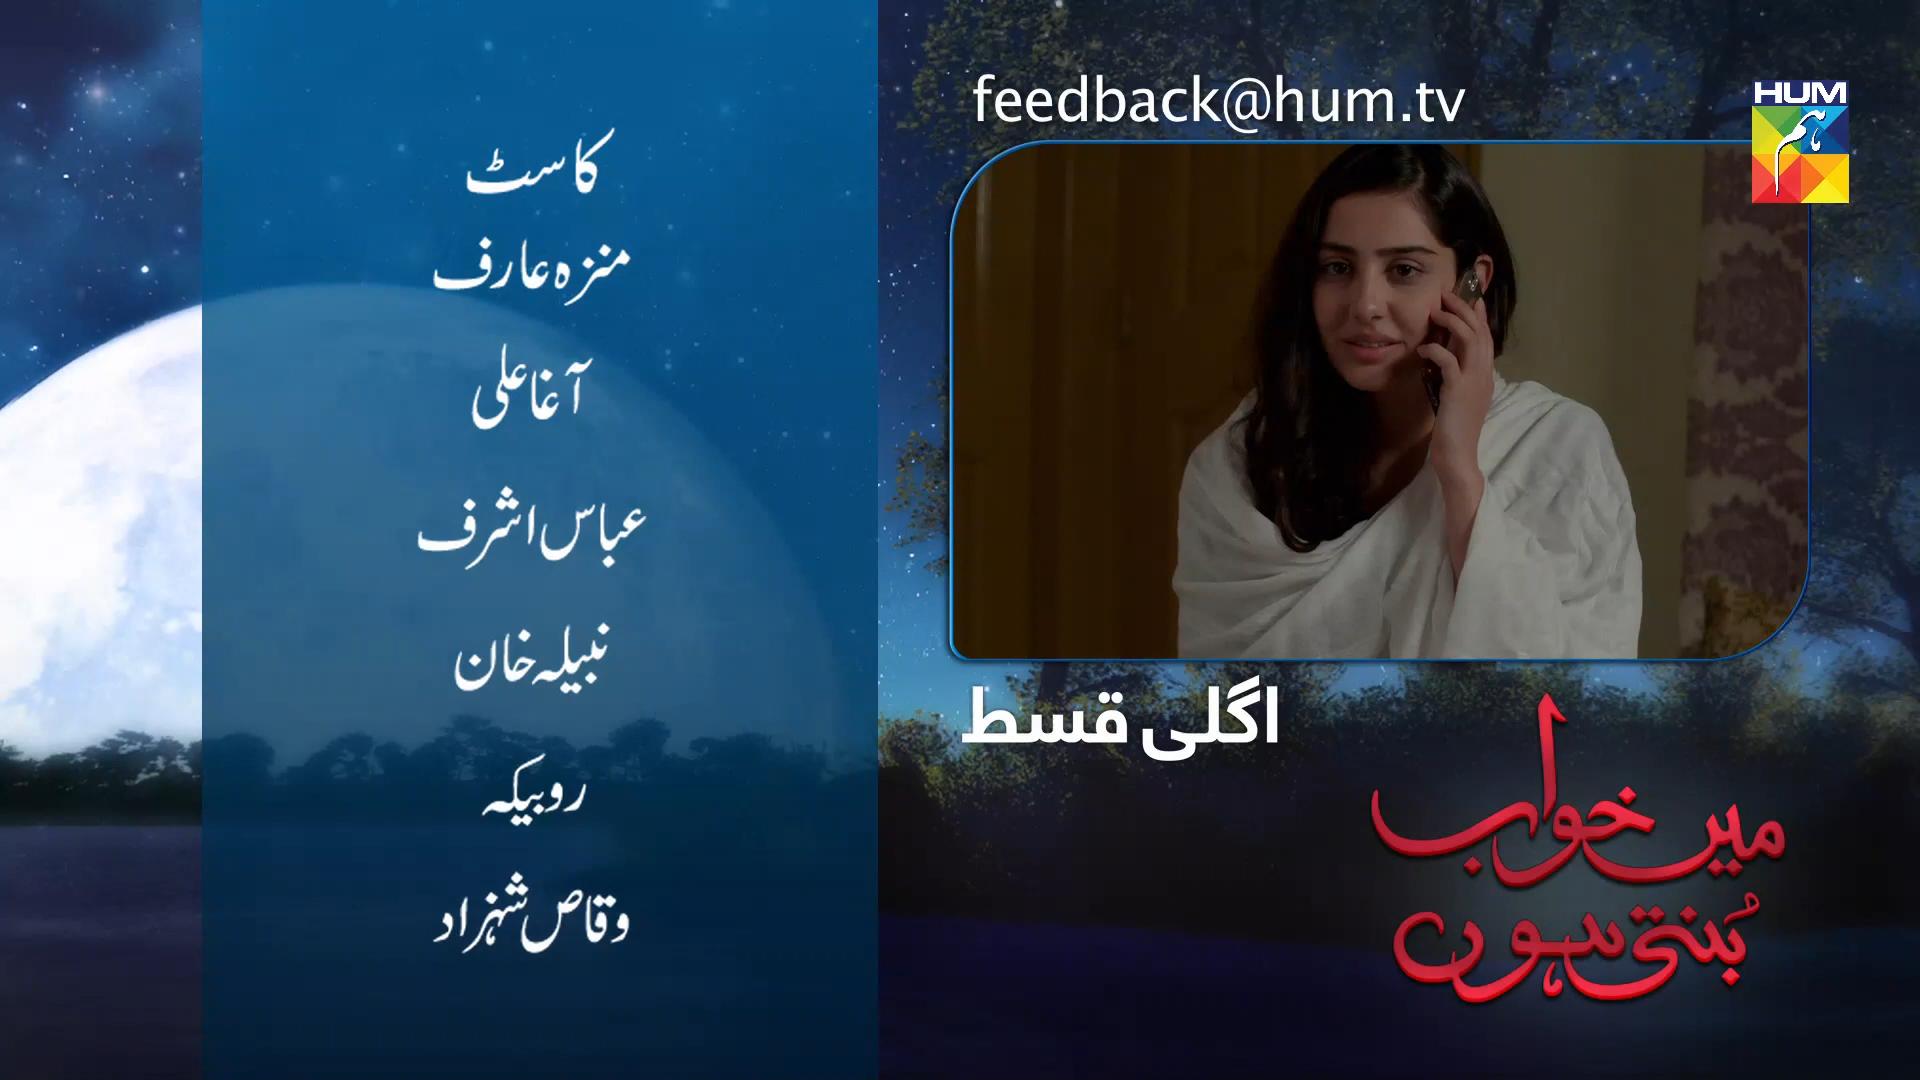 کاسٹ
منزہ عارف
آغا علی
عباس اشرف
نبیلہ خان
روبیکہ
وقاص شہزاد
feedback@hum.tv
HUM
ہم
اگلی قسط
میں خواب
بُنتی ہوں